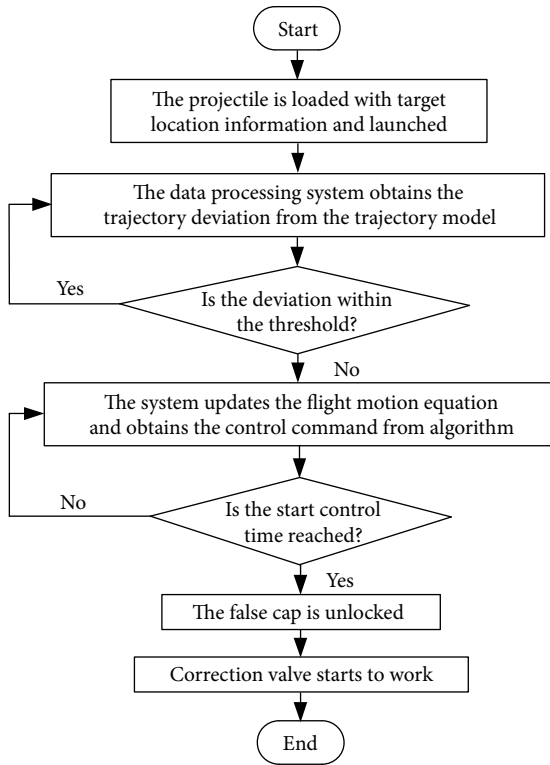 Start
The projectile is loaded with target
location information and launched
The data processing system obtains the
trajectory deviation from the trajectory model
Yes
Is the deviation within
the threshold?
No
The system updates the flight motion equation
and obtains the control command from algorithm
No
Is the start control
time reached?
Yes
The false cap is unlocked
Correction valve starts to work
End